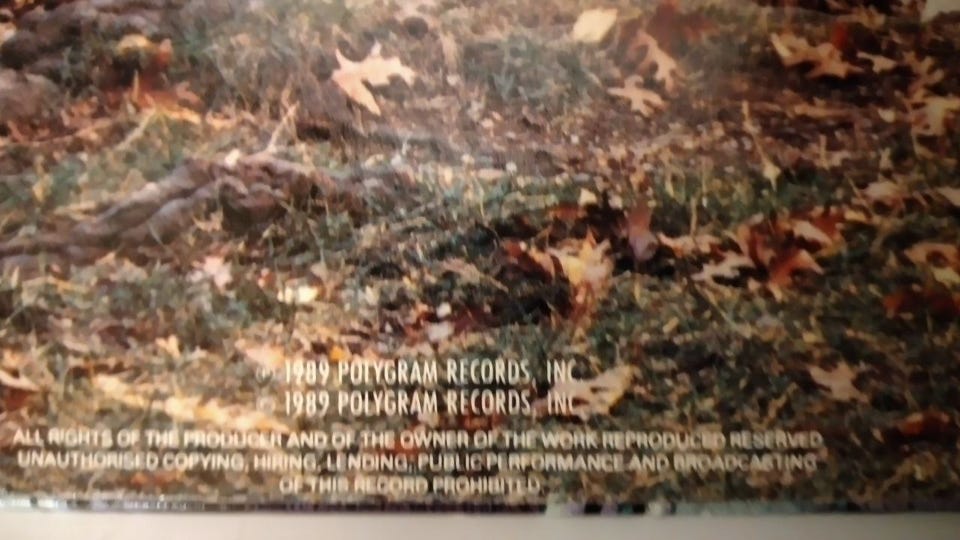 ℗ 1989 POLYGRAM RECORDS, INC
© 1989 POLYGRAM RECORDS, INC
ALL RIGHTS OF THE PRODUCER AND OF THE OWNER OF THE WORK REPRODUCED RESERVED
UNAUTHORISED COPYING, HIRING, LENDING, PUBLIC PERFORMANCE AND BROADCASTING
OF THIS RECORD PROHIBITED.